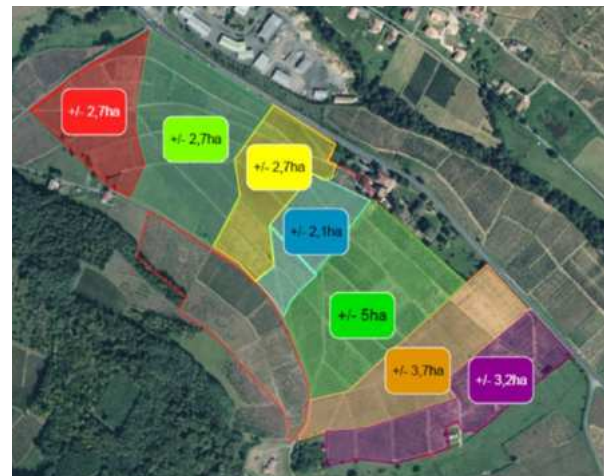 +/- 2,7ha
+/- 2,7ha
+/- 2,7ha
+/- 2,1ha
+/- 5ha
+/- 3,7ha
+/- 3,2ha